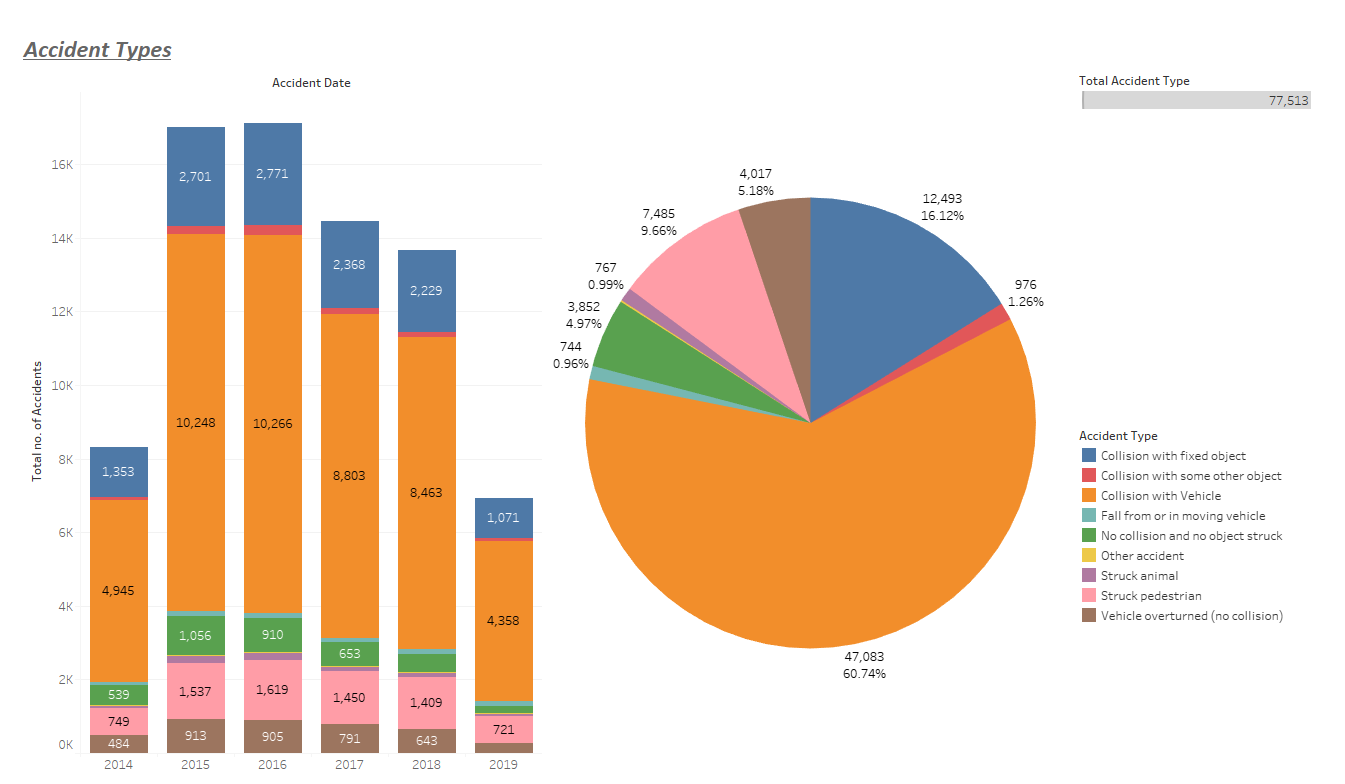 Accident Types
Accident Date
Total no. of Accidents
16K
14K
12K
10K
8K
6K
4K
2K
0K
1,353
4,945
539
749
484
2,701
10,248
1,056
1,537
913
2,771
10,266
910
1,619
905
2,368
8,803
653
1,450
791
2,229
8,463
1,409
643
1,071
4,358
721
2014
2015
2016
2017
2018
2019
4,017
5.18%
12,493
16.12%
7,485
9.66%
767
0.99%
976
1.26%
3,852
4.97%
744
0.96%
47,083
60.74%
Total Accident Type
77,513
Accident Type
Collision with fixed object
Collision with some other object
Collision with Vehicle
Fall from or in moving vehicle
No collision and no object struck
Other accident
Struck animal
Struck pedestrian
Vehicle overturned (no collision)